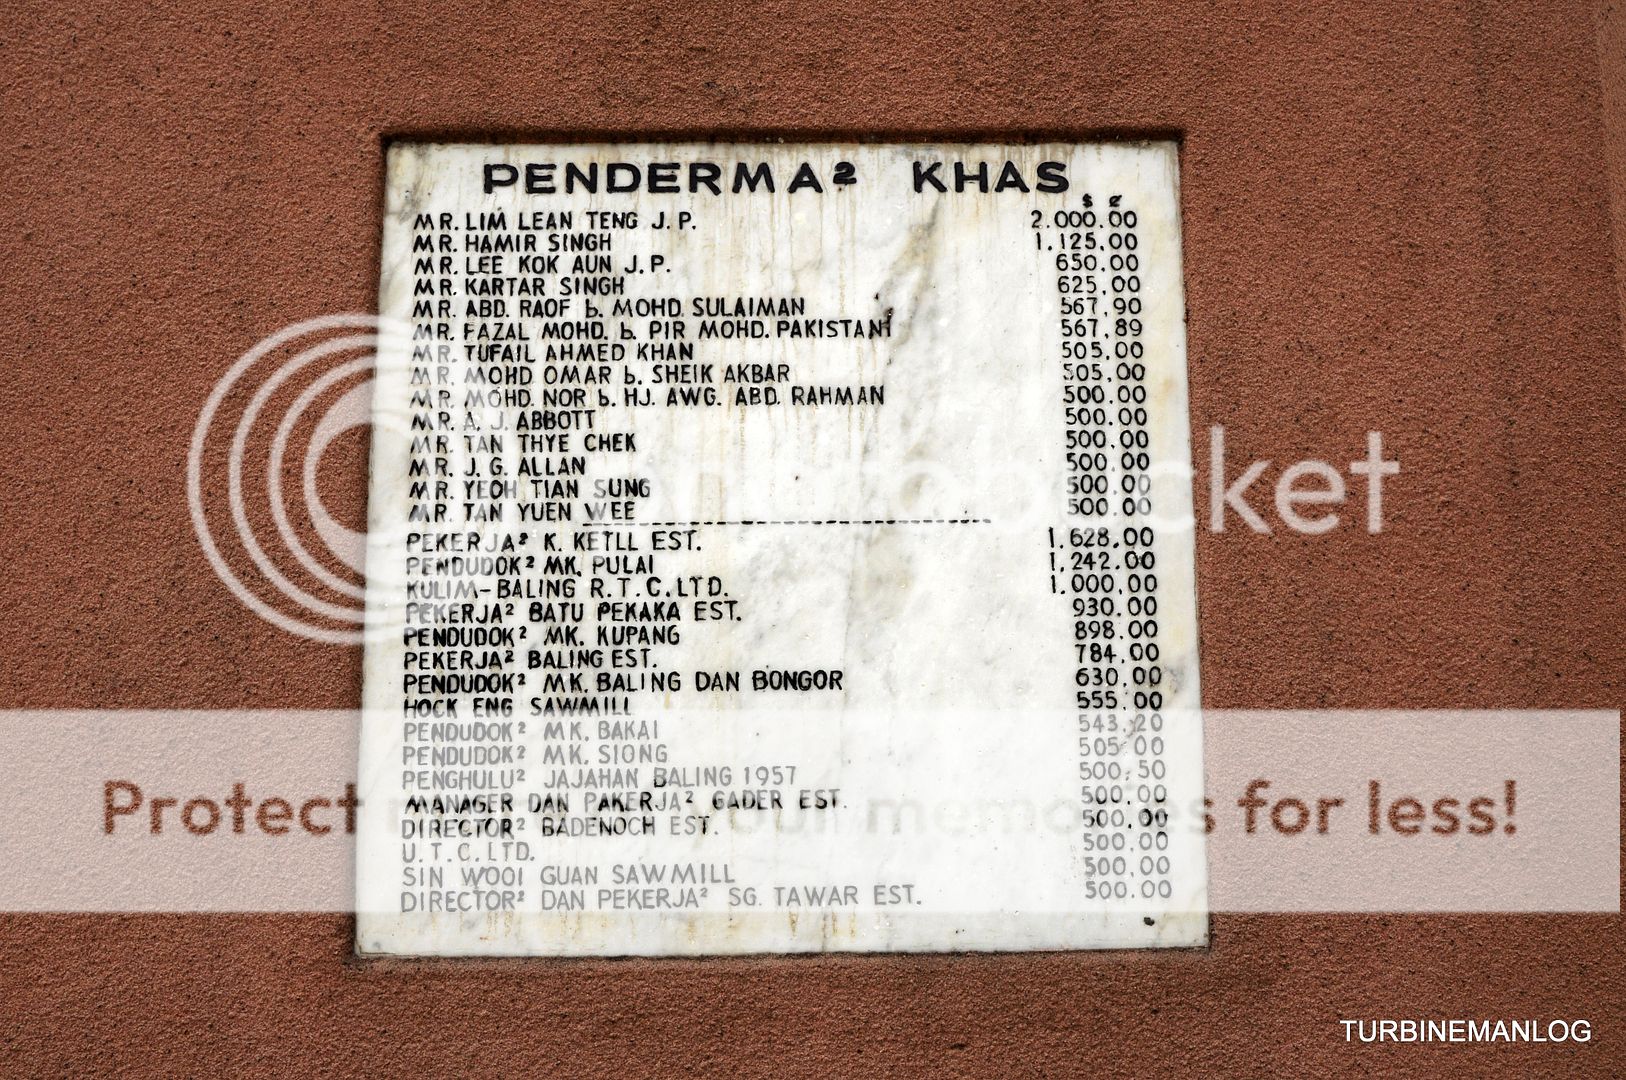 PENDERMA² KHAS
$ ¢
MR. LIM LEAN TENG J. P. 2.000.00
MR. HAMIR SINGH 1.125.00
MR. LEE KOK AUN J. P. 650.00
MR. KARTAR SINGH 625.00
MR. ABD. RAOF b. MOHD. SULAIMAN 567.90
MR. FAZAL MOHD. b. PIR MOHD. PAKISTANI 567.89
MR. TUFAIL AHMED KHAN 505.00
MR. MOHD OMAR b. SHEIK AKBAR 505.00
MR. MOHD. NOR b. HJ. AWG. ABD. RAHMAN 500.00
MR. A. J. ABBOTT 500.00
MR. TAN THYE CHEK 500.00
MR. J. G. ALLAN 500.00
MR. YEOH TIAN SUNG 500.00
MR. TAN YUEN WEE 500.00
PEKERJA² K. KETLL EST. 1.628.00
PENDUDOK² MK. PULAI 1.242.00
KULIM-BALING R. T. C. LTD. 1.000.00
PEKERJA² BATU PEKAKA EST. 930.00
PENDUDOK² MK. KUPANG 898.00
PEKERJA² BALING EST. 784.00
PENDUDOK² MK. BALING DAN BONGOR 630.00
HOCK ENG SAWMILL 555.00
PENDUDOK² MK. BAKAI 543.20
PENDUDOK² MK. SIONG 505.00
PENGHULU² JAJAHAN BALING 1957 500.50
MANAGER DAN PAKERJA² GADER EST. 500.00
DIRECTOR² BADENOCH EST. 500.00
U. T. C. LTD. 500.00
SIN WOOI GUAN SAWMILL 500.00
DIRECTOR² DAN PEKERJA² SG. TAWAR EST. 500.00
photobucket
Protect more of your memories for less!
TURBINEMANLOG